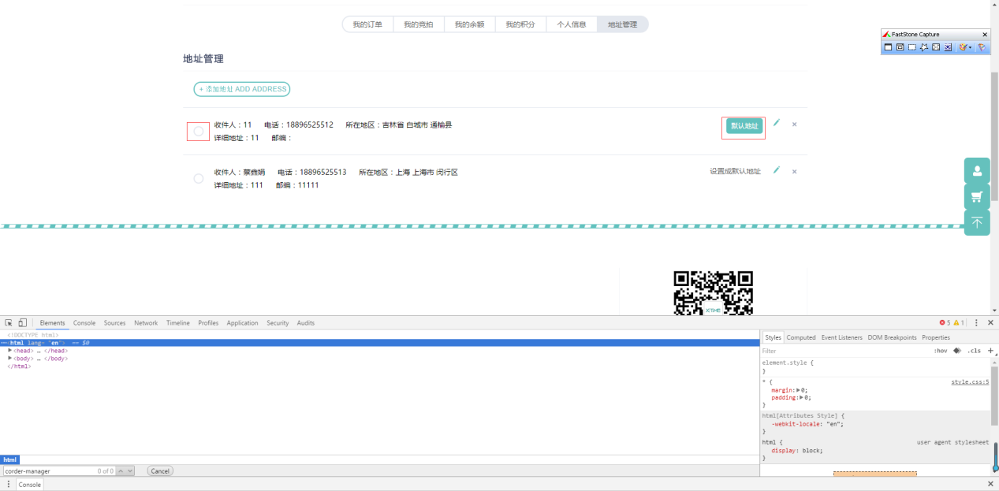 我的订单 我的竞拍 我的余额 我的积分 个人信息 地址管理
FastStone Capture
地址管理
+ 添加地址 ADD ADDRESS
收件人：11 电话：18896525512 所在地区：吉林省 白城市 通榆县
默认地址
详细地址：11 邮编：
收件人：蔡巍娟 电话：18896525513 所在地区：上海 上海市 闵行区
设置成默认地址
详细地址：111 邮编：11111
XITIME
Elements Console Sources Network Timeline Profiles Application Security Audits
5 1
<!DOCTYPE html>
<html lang="en"> == $0
<head> … </head>
<body> … </body>
</html>
Styles Computed Event Listeners DOM Breakpoints Properties
Filter :hov .cls +
element.style {
}
* { style.css:5
margin: 0;
padding: 0;
}
html[Attributes Style] {
-webkit-locale: "en";
}
html { user agent stylesheet
display: block;
}
html
corder-manager 0 of 0 Cancel
Console